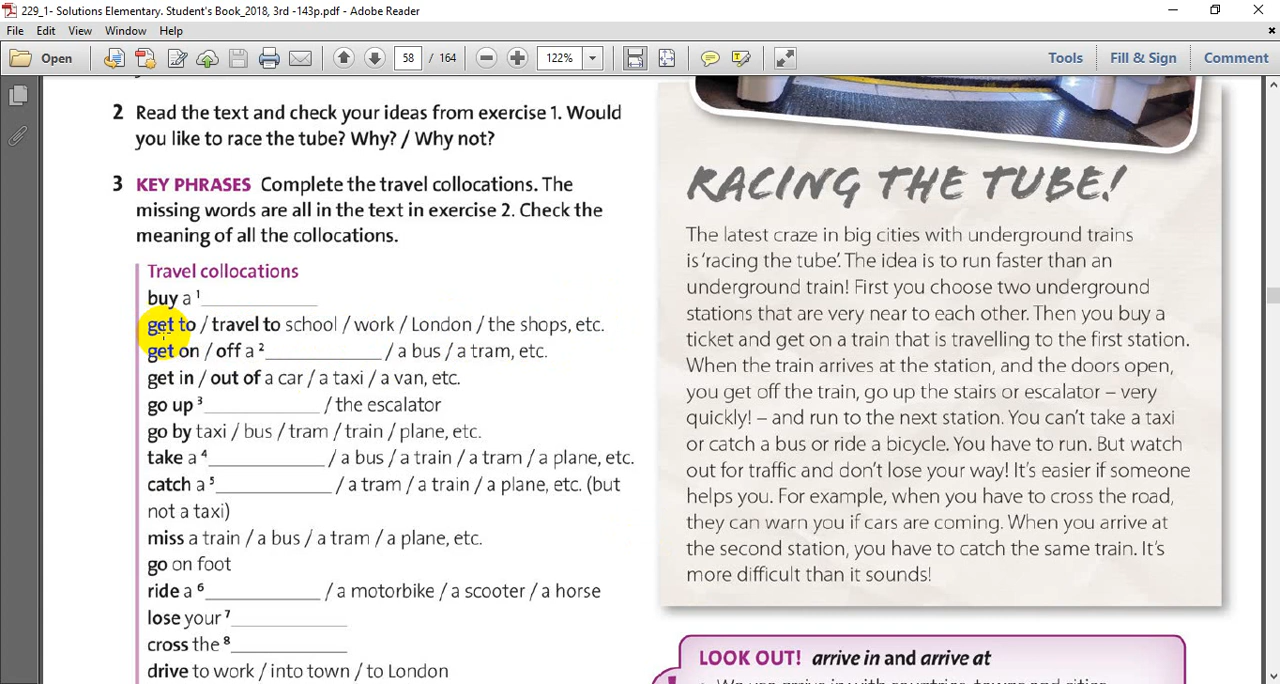 229_1- Solutions Elementary. Student's Book_2018, 3rd -143p.pdf - Adobe Reader
File Edit View Window Help
Open 58 / 164 122% Tools Fill & Sign Comment
2 Read the text and check your ideas from exercise 1. Would
you like to race the tube? Why? / Why not?
3 KEY PHRASES Complete the travel collocations. The
missing words are all in the text in exercise 2. Check the
meaning of all the collocations.
Travel collocations
buy a 1 ____________
get to / travel to school / work / London / the shops, etc.
get on / off a 2 ____________ / a bus / a tram, etc.
get in / out of a car / a taxi / a van, etc.
go up 3 ____________ / the escalator
go by taxi / bus / tram / train / plane, etc.
take a 4 ____________ / a bus / a train / a tram / a plane, etc.
catch a 5 ____________ / a tram / a train / a plane, etc. (but
not a taxi)
miss a train / a bus / a tram / a plane, etc.
go on foot
ride a 6 ____________ / a motorbike / a scooter / a horse
lose your 7 ____________
cross the 8 ____________
drive to work / into town / to London
RACING THE TUBE!
The latest craze in big cities with underground trains
is 'racing the tube'. The idea is to run faster than an
underground train! First you choose two underground
stations that are very near to each other. Then you buy a
ticket and get on a train that is travelling to the first station.
When the train arrives at the station, and the doors open,
you get off the train, go up the stairs or escalator – very
quickly! – and run to the next station. You can't take a taxi
or catch a bus or ride a bicycle. You have to run. But watch
out for traffic and don't lose your way! It's easier if someone
helps you. For example, when you have to cross the road,
they can warn you if cars are coming. When you arrive at
the second station, you have to catch the same train. It's
more difficult than it sounds!
LOOK OUT! arrive in and arrive at